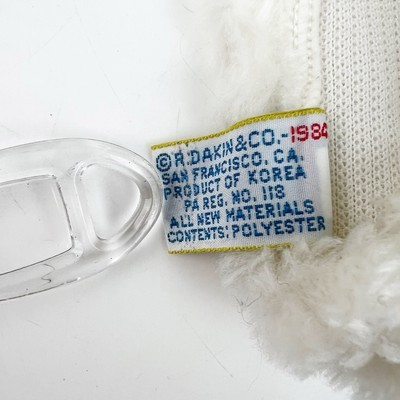 © R. DAKIN & CO.-1984
SAN FRANCISCO, CA.
PRODUCT OF KOREA
PA REG. NO. 118
ALL NEW MATERIALS
CONTENTS: POLYESTER